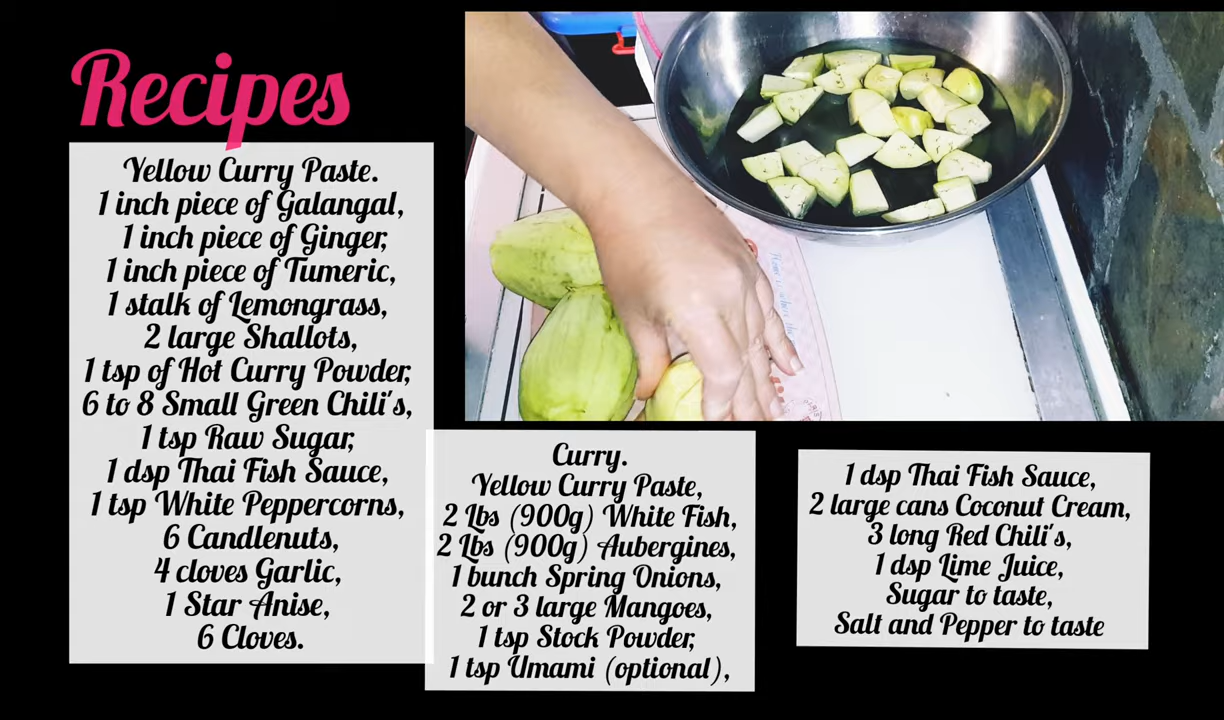 Recipes
Yellow Curry Paste.
1 inch piece of Galangal,
1 inch piece of Ginger,
1 inch piece of Tumeric,
1 stalk of Lemongrass,
2 large Shallots,
1 tsp of Hot Curry Powder,
6 to 8 Small Green Chili's,
1 tsp Raw Sugar,
1 dsp Thai Fish Sauce,
1 tsp White Peppercorns,
6 Candlenuts,
4 cloves Garlic,
1 Star Anise,
6 Cloves.
Curry.
Yellow Curry Paste,
2 Lbs (900g) White Fish,
2 Lbs (900g) Aubergines,
1 bunch Spring Onions,
2 or 3 large Mangoes,
1 tsp Stock Powder,
1 tsp Umami (optional),
1 dsp Thai Fish Sauce,
2 large cans Coconut Cream,
3 long Red Chili's,
1 dsp Lime Juice,
Sugar to taste,
Salt and Pepper to taste